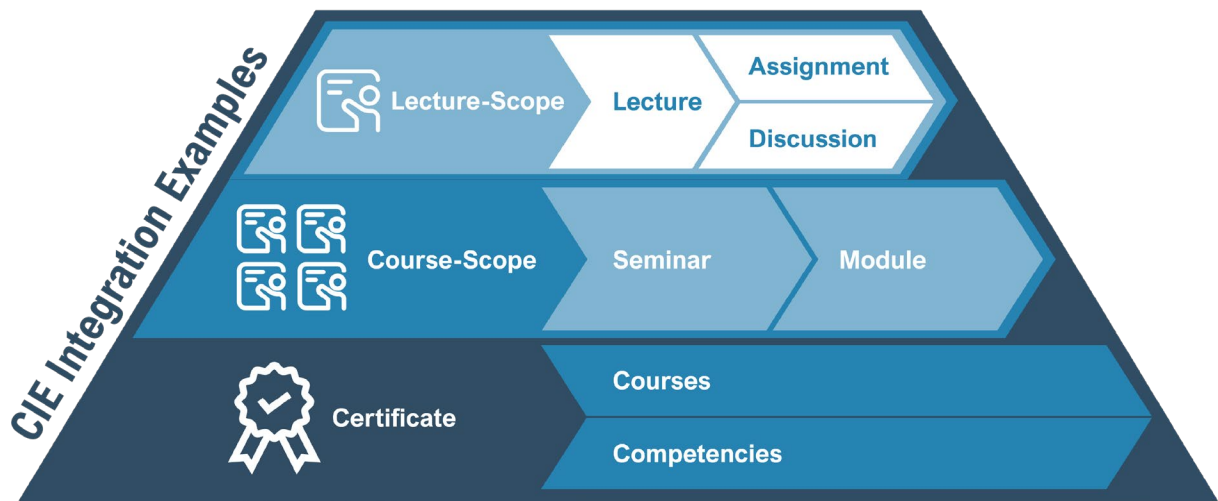 CIE Integration Examples
Lecture-Scope
Lecture
Assignment
Discussion
Course-Scope
Seminar
Module
Certificate
Courses
Competencies